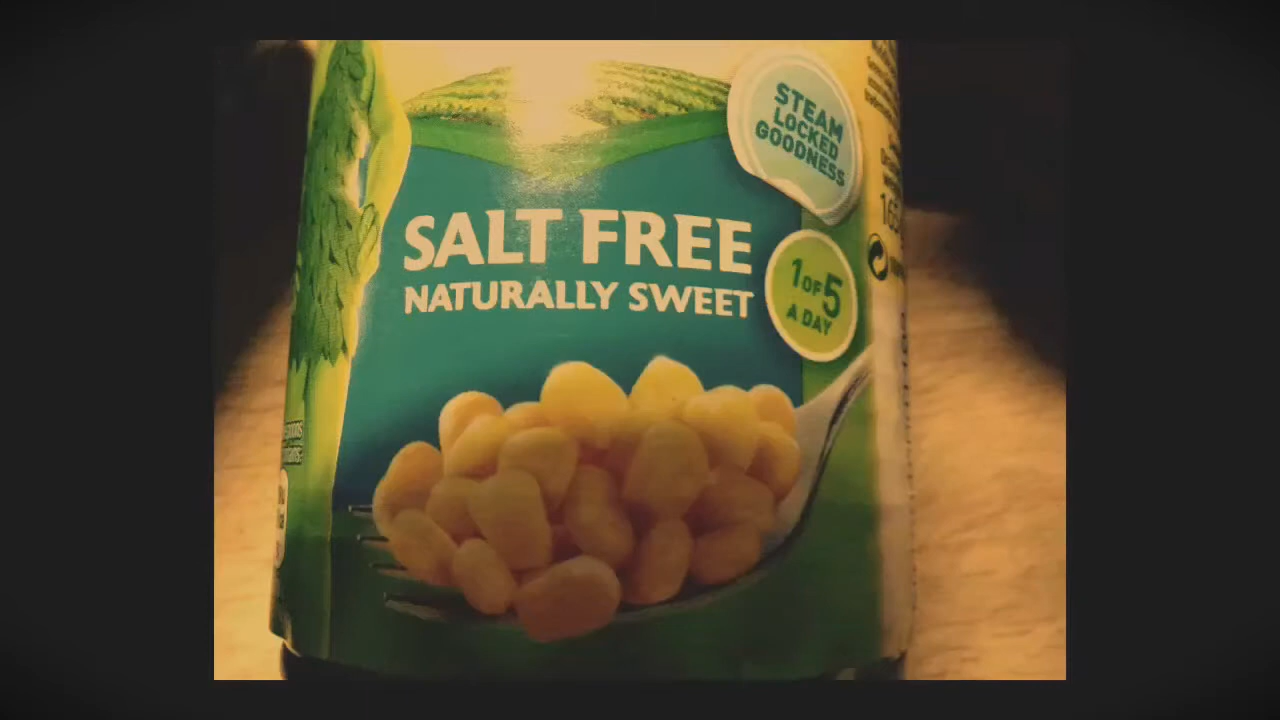 STEAM
LOCKED
GOODNESS
SALT FREE
NATURALLY SWEET
1 OF 5
A DAY